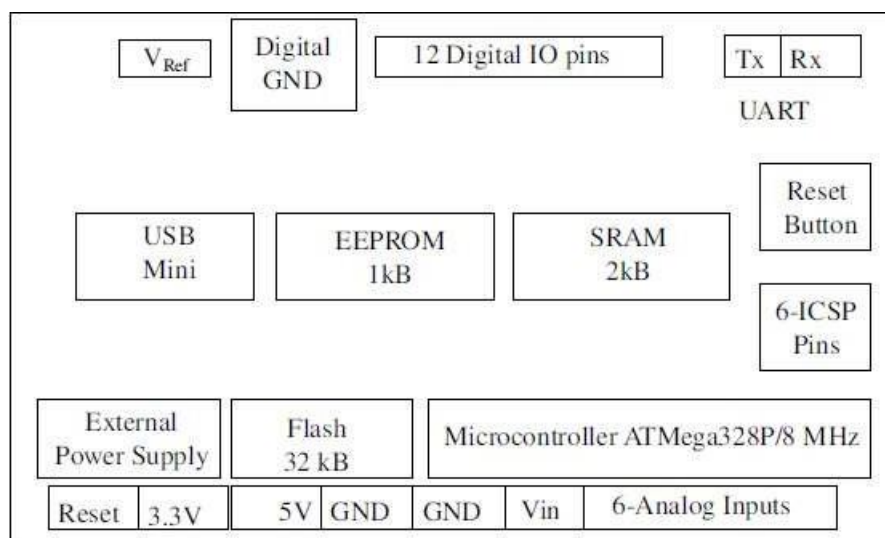 V_Ref
Digital
GND
12 Digital IO pins
Tx Rx
UART
Reset
Button
USB
Mini
EEPROM
1kB
SRAM
2kB
6-ICSP
Pins
External
Power Supply
Flash
32 kB
Microcontroller ATMega328P/8 MHz
Reset 3.3V 5V GND GND Vin 6-Analog Inputs